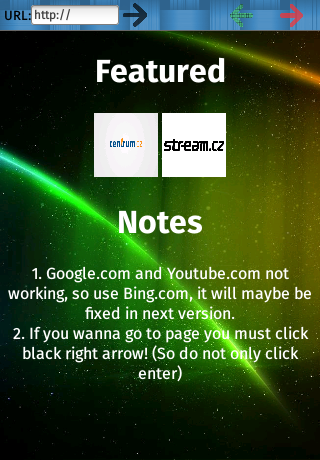 URL: http://
Featured
centrum.cz stream.cz
Notes
1. Google.com and Youtube.com not
working, so use Bing.com, it will maybe be
fixed in next version.
2. If you wanna go to page you must click
black right arrow! (So do not only click
enter)